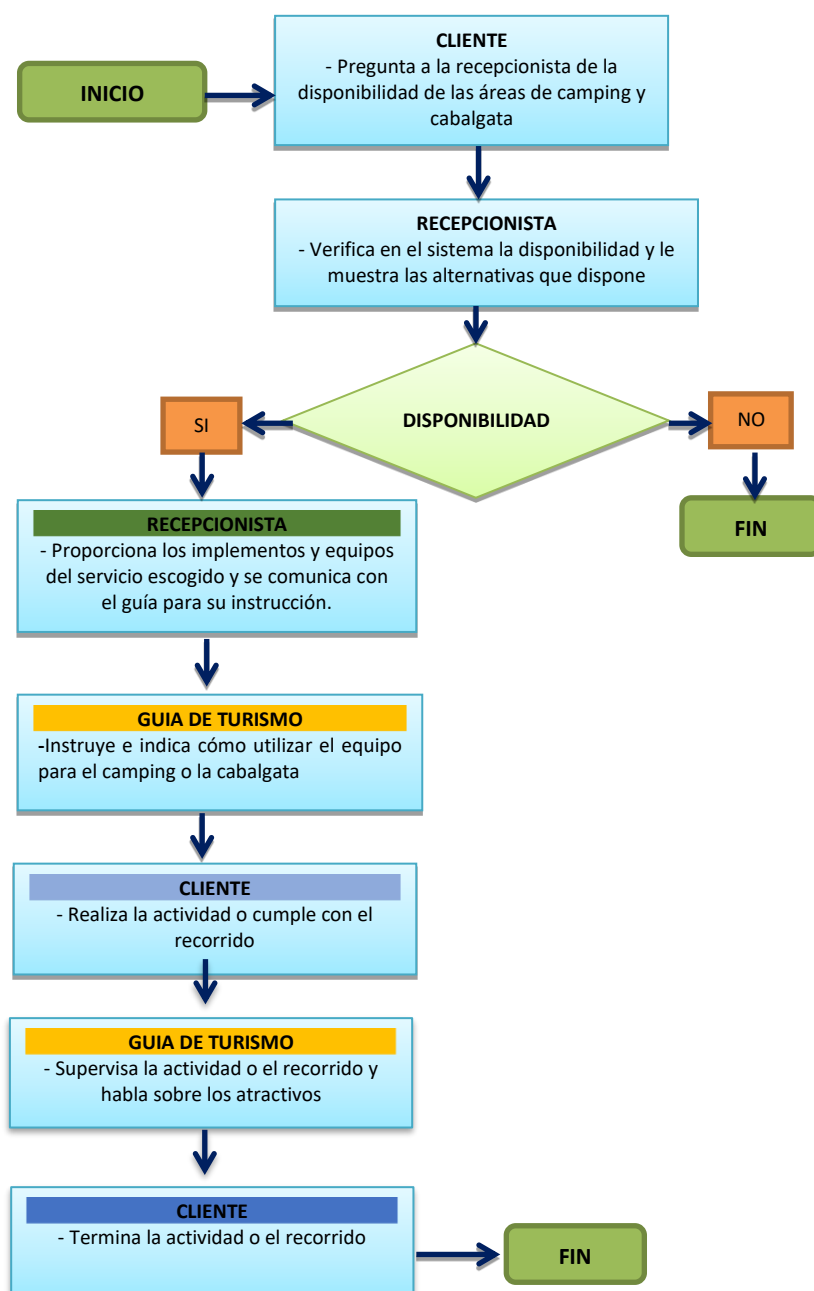 INICIO
CLIENTE
- Pregunta a la recepcionista de la
disponibilidad de las áreas de camping y
cabalgata
RECEPCIONISTA
- Verifica en el sistema la disponibilidad y le
muestra las alternativas que dispone
DISPONIBILIDAD
SI
NO
FIN
RECEPCIONISTA
- Proporciona los implementos y equipos
del servicio escogido y se comunica con
el guía para su instrucción.
GUIA DE TURISMO
-Instruye e indica cómo utilizar el equipo
para el camping o la cabalgata
CLIENTE
- Realiza la actividad o cumple con el
recorrido
GUIA DE TURISMO
- Supervisa la actividad o el recorrido y
habla sobre los atractivos
CLIENTE
- Termina la actividad o el recorrido
FIN